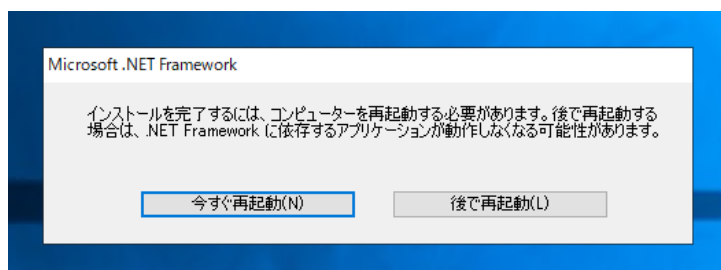 Microsoft .NET Framework
インストールを完了するには、コンピューターを再起動する必要があります。後で再起動する
場合は、.NET Framework に依存するアプリケーションが動作しなくなる可能性があります。
今すぐ再起動(N)
後で再起動(L)